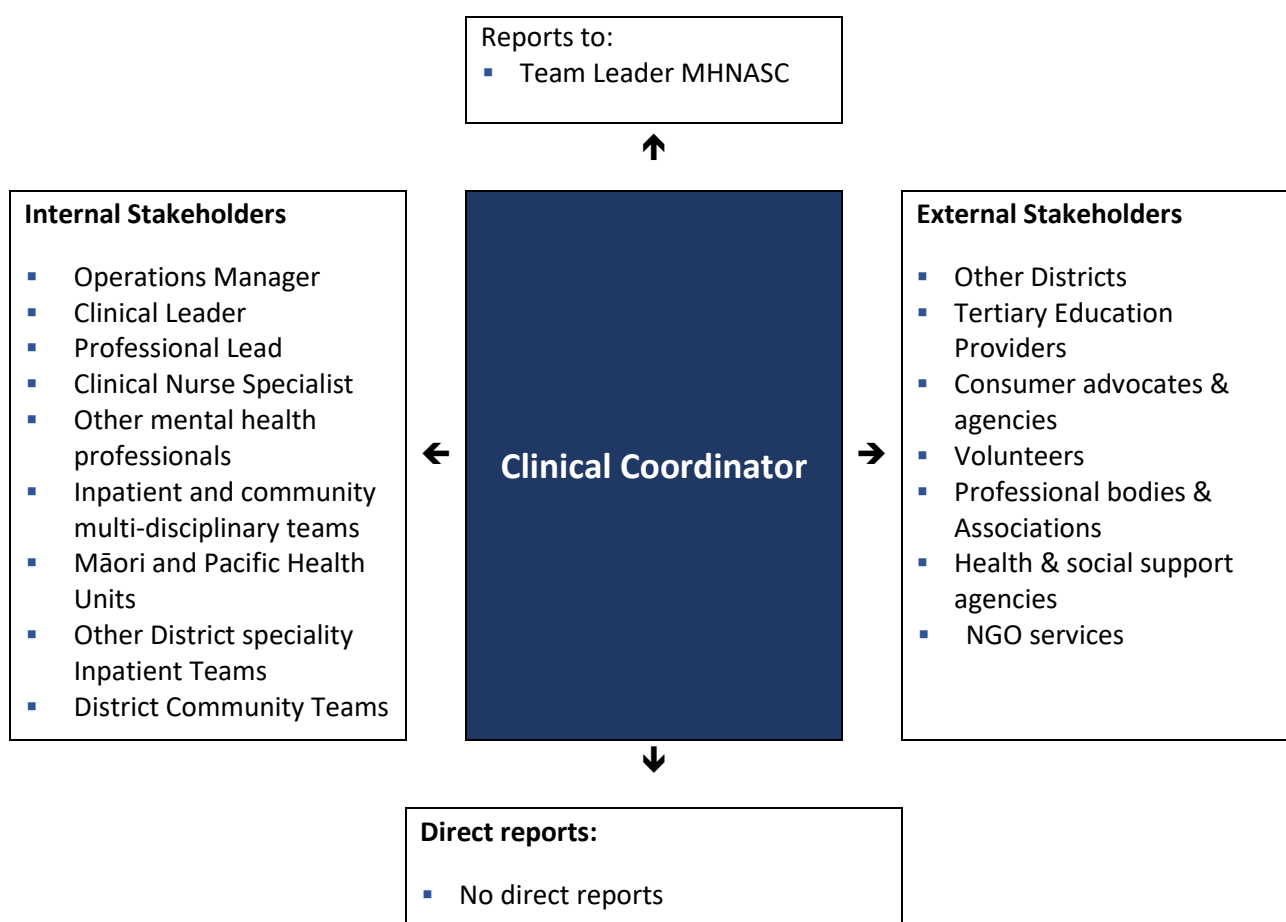 Reports to:
▪ Team Leader MHNASC
Internal Stakeholders
▪ Operations Manager
▪ Clinical Leader
▪ Professional Lead
▪ Clinical Nurse Specialist
▪ Other mental health
professionals
▪ Inpatient and community
multi-disciplinary teams
▪ Māori and Pacific Health
Units
▪ Other District speciality
Inpatient Teams
▪ District Community Teams
Clinical Coordinator
External Stakeholders
▪ Other Districts
▪ Tertiary Education
Providers
▪ Consumer advocates &
agencies
▪ Volunteers
▪ Professional bodies &
Associations
▪ Health & social support
agencies
▪ NGO services
Direct reports:
▪ No direct reports